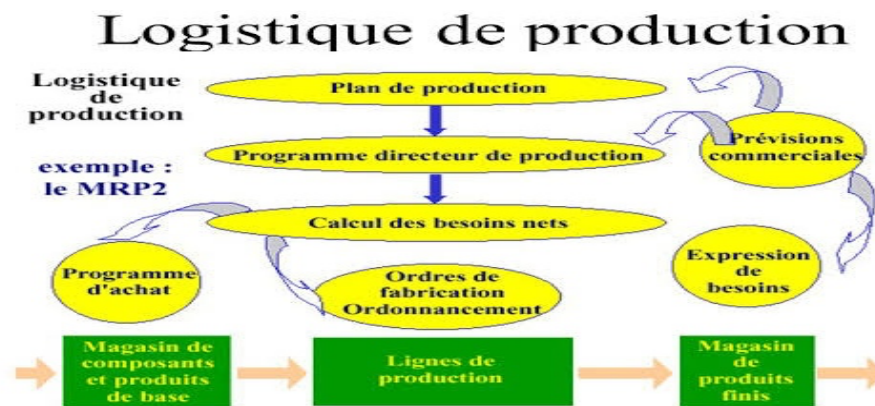 Logistique de production
Logistique
de
production
exemple :
le MRP2
Plan de production
Programme directeur de production
Prévisions
commerciales
Calcul des besoins nets
Programme
d'achat
Ordres de
fabrication
Ordonnancement
Expression
de
besoins
Magasin de
composants
et produits
de base
Lignes de
production
Magasin
de
produits
finis